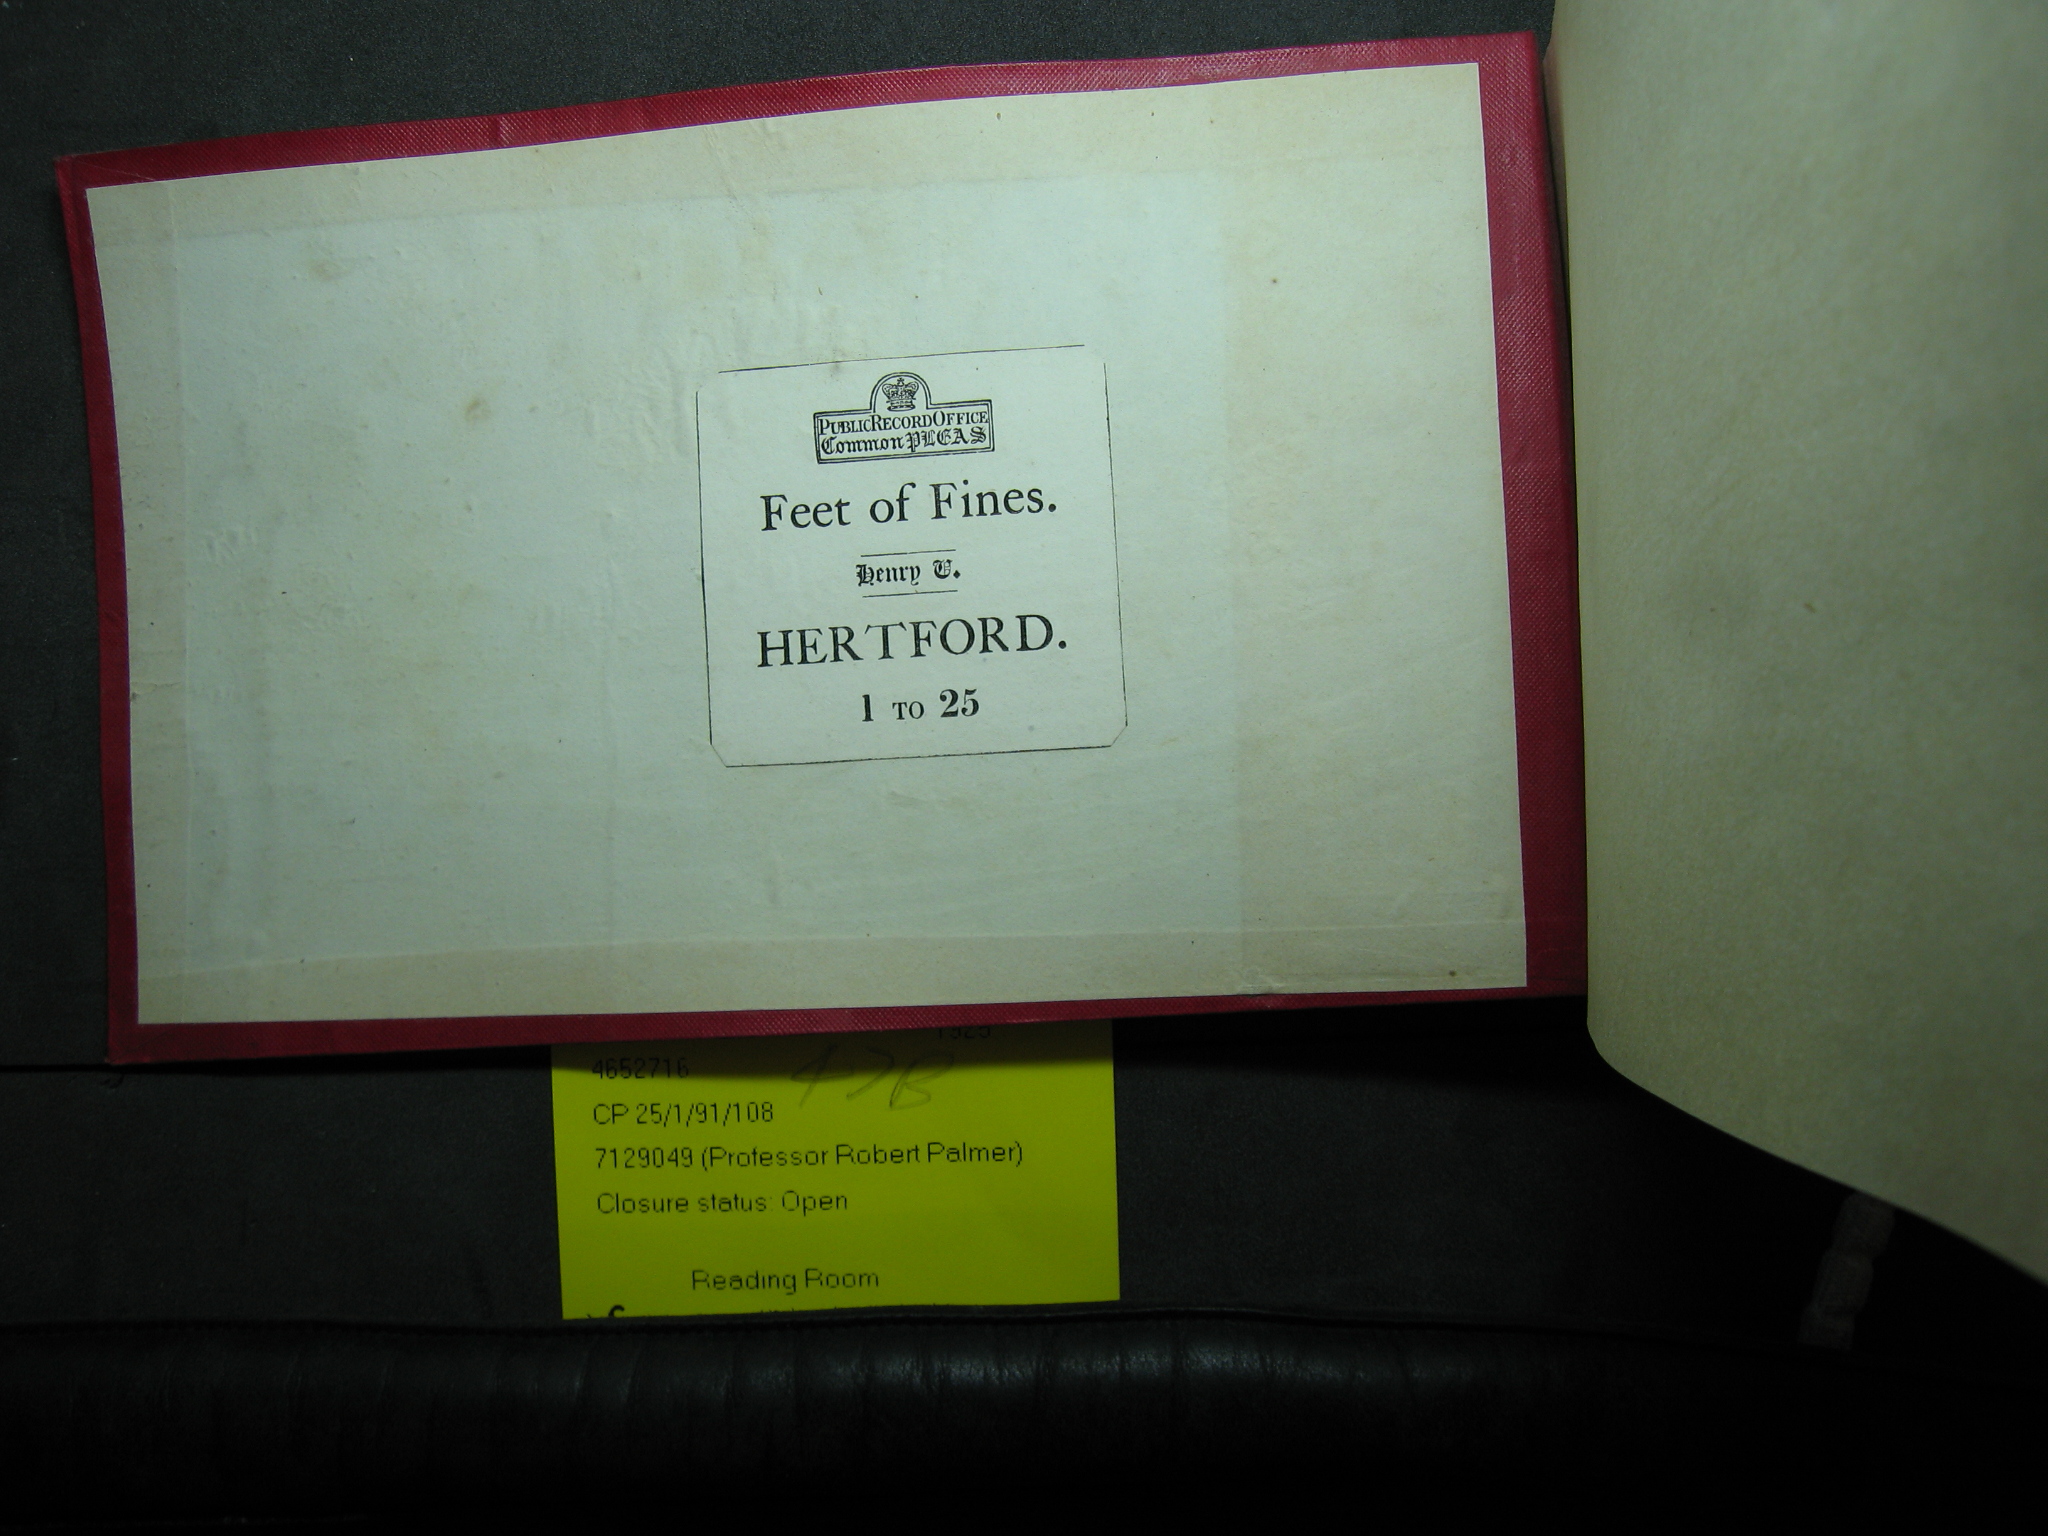 PUBLIC RECORD OFFICE
Common PLEAS
Feet of Fines.
Henry V.
HERTFORD.
1 TO 25
4652716
CP 25/1/91/108
7129049 (Professor Robert Palmer)
Closure status: Open
Reading Room